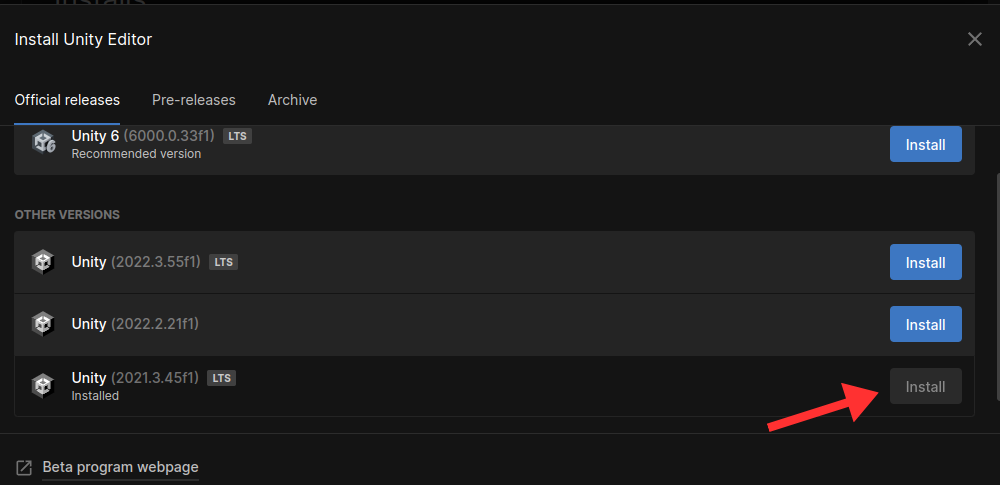 Installs
Install Unity Editor
Official releases Pre-releases Archive
Unity 6 (6000.0.33f1) LTS
Recommended version
Install
OTHER VERSIONS
Unity (2022.3.55f1) LTS
Install
Unity (2022.2.21f1)
Install
Unity (2021.3.45f1) LTS
Installed
Install
Beta program webpage